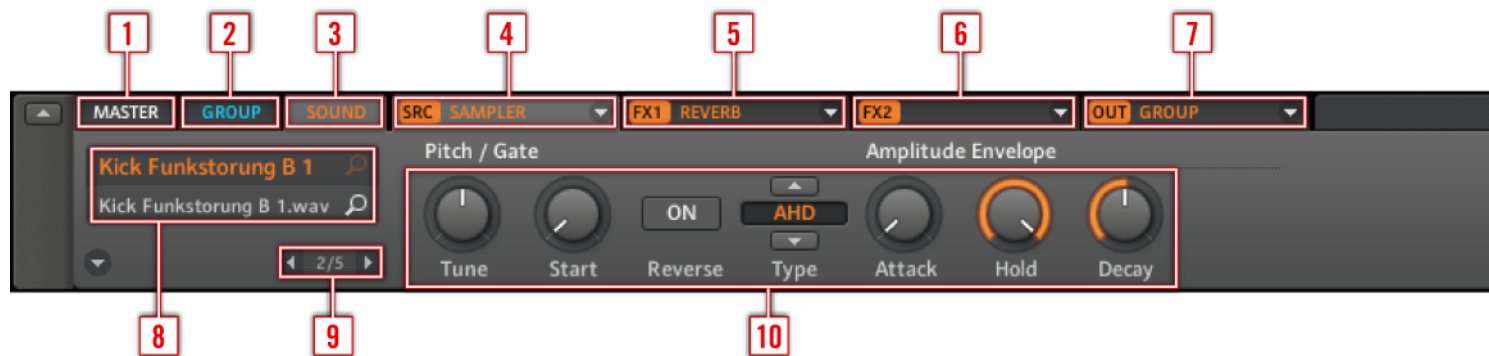 1 2 3 4 5 6 7
MASTER GROUP SOUND SRC SAMPLER FX1 REVERB FX2 OUT GROUP
Pitch / Gate Amplitude Envelope
Kick Funkstorung B 1
ON AHD
Kick Funkstorung B 1.wav
2/5 Tune Start Reverse Type Attack Hold Decay
8 9 10